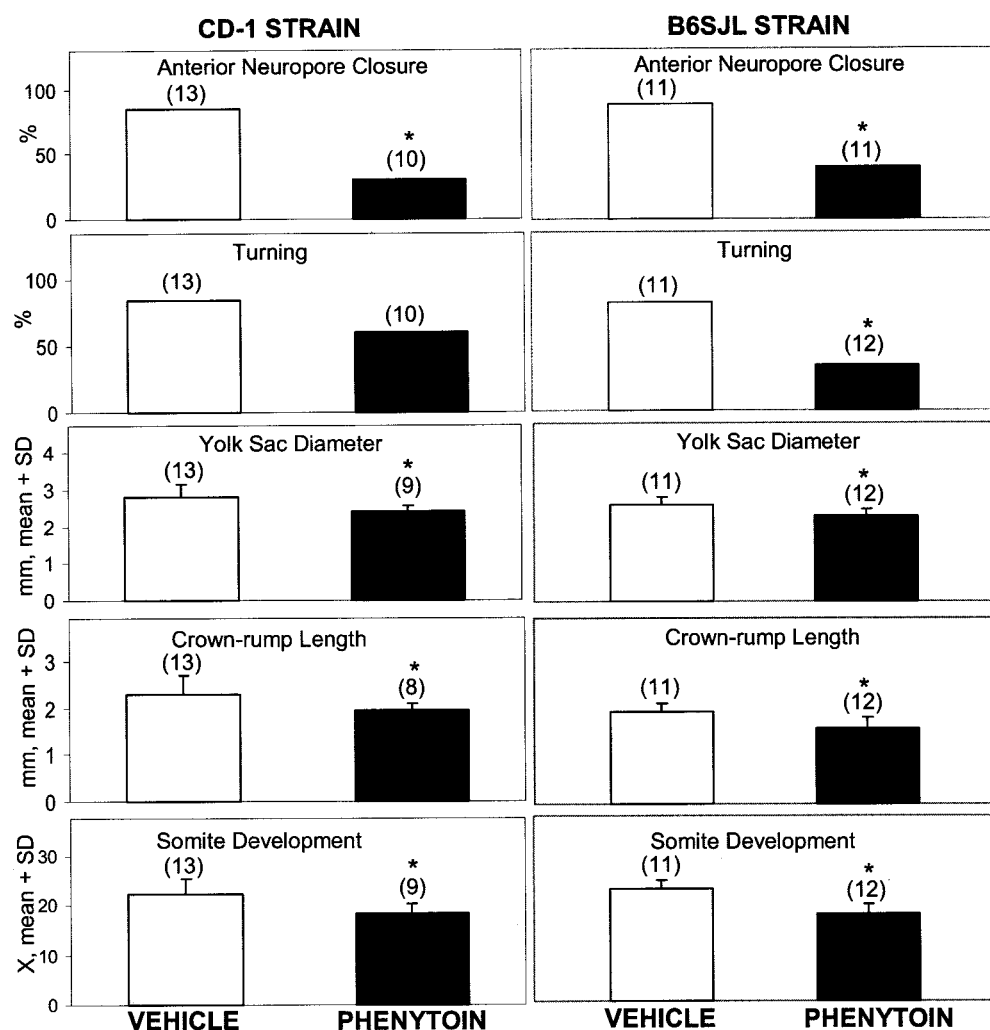 CD-1 STRAIN
B6SJL STRAIN
Anterior Neuropore Closure
%
100
50
0
(13)
*
(10)
Anterior Neuropore Closure
(11)
*
(11)
Turning
%
100
50
0
(13)
(10)
Turning
(11)
*
(12)
Yolk Sac Diameter
mm, mean + SD
4
3
2
1
0
(13)
*
(9)
Yolk Sac Diameter
(11)
*
(12)
Crown-rump Length
mm, mean + SD
3
2
1
0
(13)
*
(8)
Crown-rump Length
(11)
*
(12)
Somite Development
X, mean + SD
30
20
10
0
(13)
*
(9)
Somite Development
(11)
*
(12)
VEHICLE
PHENYTOIN
VEHICLE
PHENYTOIN